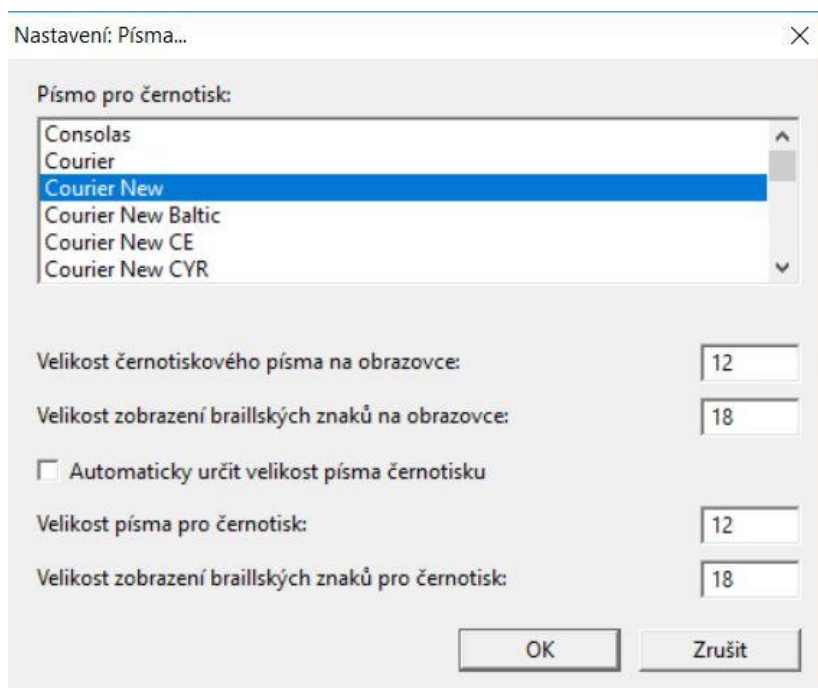 Nastavení: Písma...
Písmo pro černotisk:
Consolas
Courier
Courier New
Courier New Baltic
Courier New CE
Courier New CYR
Velikost černotiskového písma na obrazovce: 12
Velikost zobrazení braillských znaků na obrazovce: 18
Automaticky určit velikost písma černotisku
Velikost písma pro černotisk: 12
Velikost zobrazení braillských znaků pro černotisk: 18
OK Zrušit